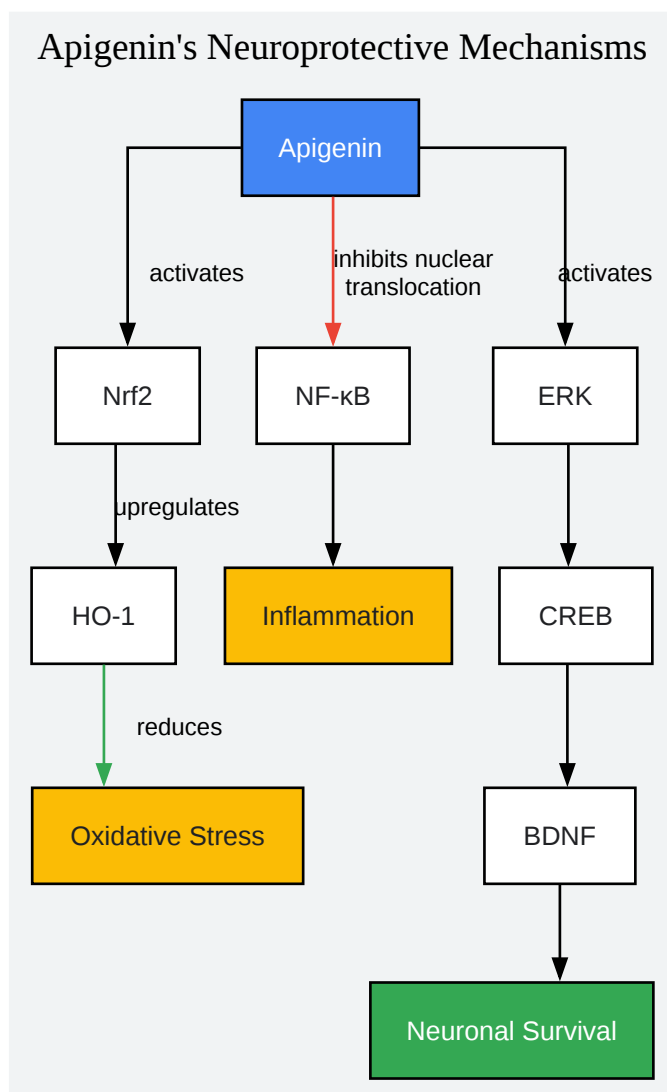 Apigenin's Neuroprotective Mechanisms
Apigenin
activates
inhibits nuclear
translocation
activates
Nrf2
NF-κB
ERK
upregulates
HO-1
Inflammation
CREB
reduces
Oxidative Stress
BDNF
Neuronal Survival